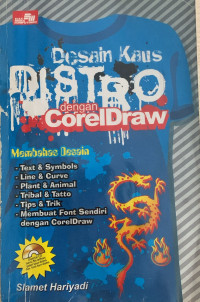 Desain Kaus
DISTRO
dengan
CorelDraw
Membahas Desain
- Text & Symbols
- Line & Curve
- Plant & Animal
- Tribal & Tatto
- Tips & Trik
- Membuat Font Sendiri
dengan CorelDraw
Slamet Hariyadi